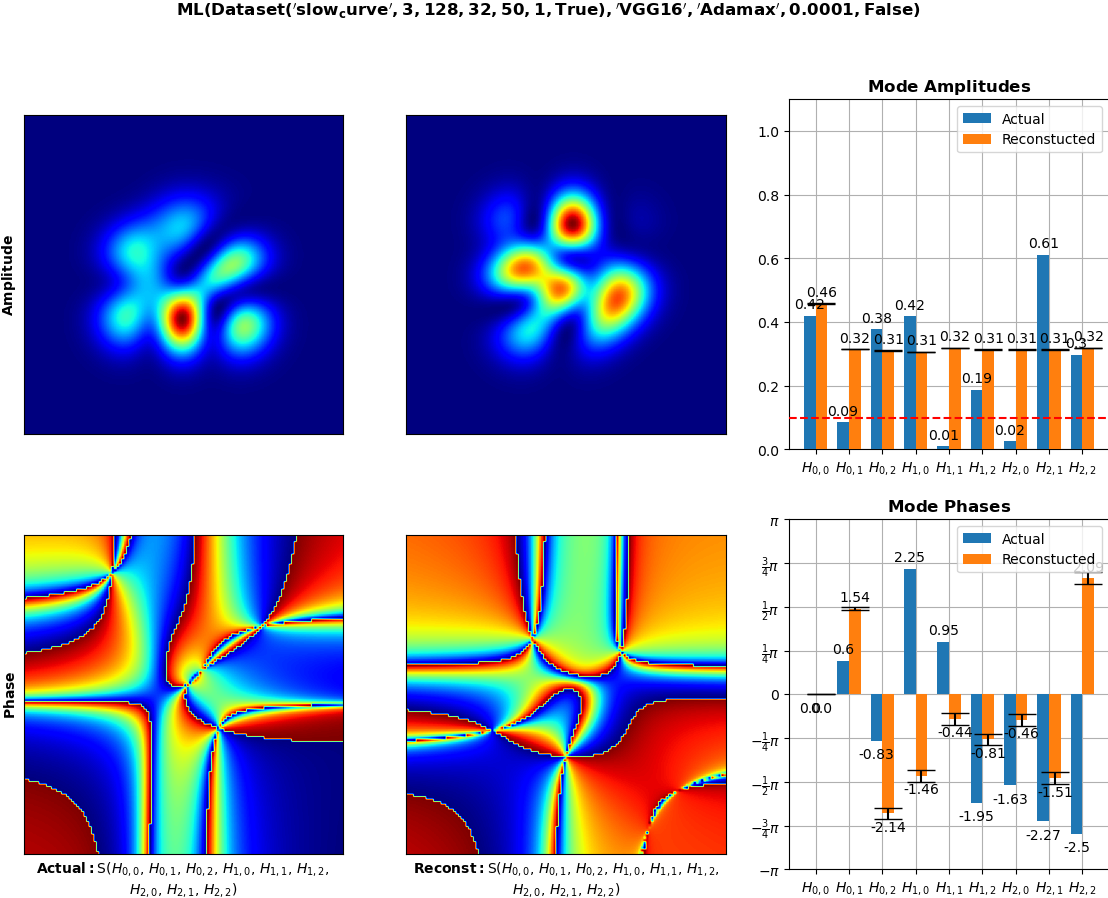 ML(Dataset('slow_curve', 3, 128, 32, 50, 1, True), 'VGG16', 'Adamax', 0.0001, False)
Amplitude
Mode Amplitudes
Actual
Reconstucted
1.0
0.8
0.6
0.4
0.2
0.0
0.42
0.46
0.09
0.32
0.38
0.31
0.42
0.31
0.01
0.32
0.19
0.31
0.02
0.31
0.61
0.31
0.3
0.32
H0,0 H0,1 H0,2 H1,0 H1,1 H1,2 H2,0 H2,1 H2,2
Phase
Actual: S(H0,0, H0,1, H0,2, H1,0, H1,1, H1,2,
H2,0, H2,1, H2,2)
Reconst: S(H0,0, H0,1, H0,2, H1,0, H1,1, H1,2,
H2,0, H2,1, H2,2)
Mode Phases
Actual
Reconstucted
π
3/4π
1/2π
1/4π
0
−1/4π
−1/2π
−3/4π
−π
0.0
0.0
0.6
1.54
-0.83
-2.14
2.25
-1.46
0.95
-0.44
-1.95
-0.81
-1.63
-0.46
-2.27
-1.51
-2.5
H0,0 H0,1 H0,2 H1,0 H1,1 H1,2 H2,0 H2,1 H2,2